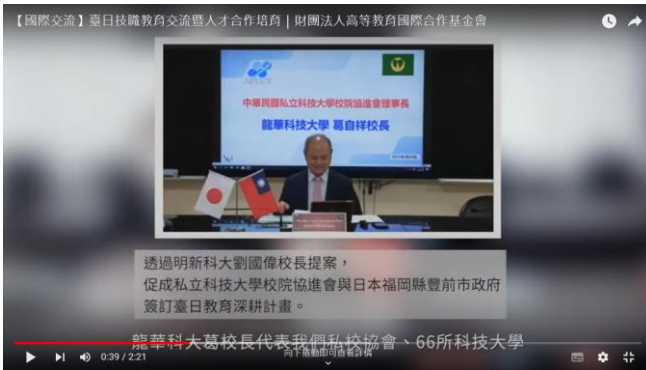 【國際交流】臺日技職教育交流暨人才合作培育 | 財團法人高等教育國際合作基金會
中華民國私立科技大學校院協進會理事長
龍華科技大學 葛自祥校長
透過明新科大劉國偉校長提案，
促成私立科技大學校院協進會與日本福岡縣豐前市政府
簽訂臺日教育深耕計畫。
龍華科大葛校長代表我們私校協會、66所科技大學
向下捲動即可查看詳情
0:39 / 2:21